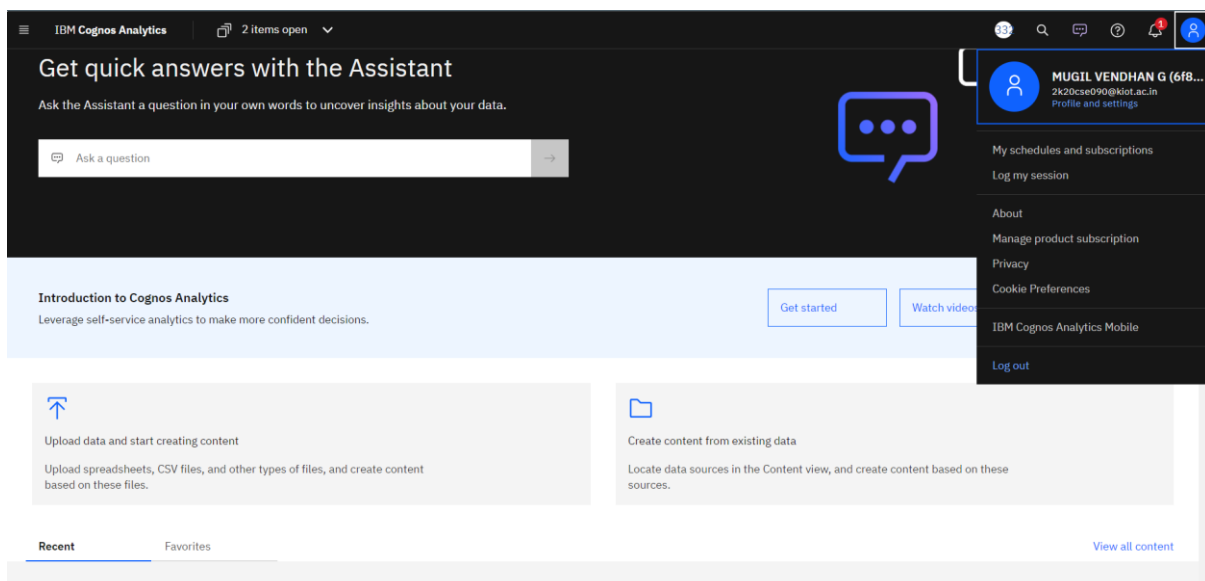 IBM Cognos Analytics
2 items open
1
Get quick answers with the Assistant
Ask the Assistant a question in your own words to uncover insights about your data.
Ask a question
MUGIL VENDHAN G (6f8...
2k20cse090@kiot.ac.in
Profile and settings
My schedules and subscriptions
Log my session
About
Manage product subscription
Privacy
Cookie Preferences
IBM Cognos Analytics Mobile
Log out
Introduction to Cognos Analytics
Leverage self-service analytics to make more confident decisions.
Get started
Watch videos
Upload data and start creating content
Upload spreadsheets, CSV files, and other types of files, and create content
based on these files.
Create content from existing data
Locate data sources in the Content view, and create content based on these
sources.
Recent
Favorites
View all content